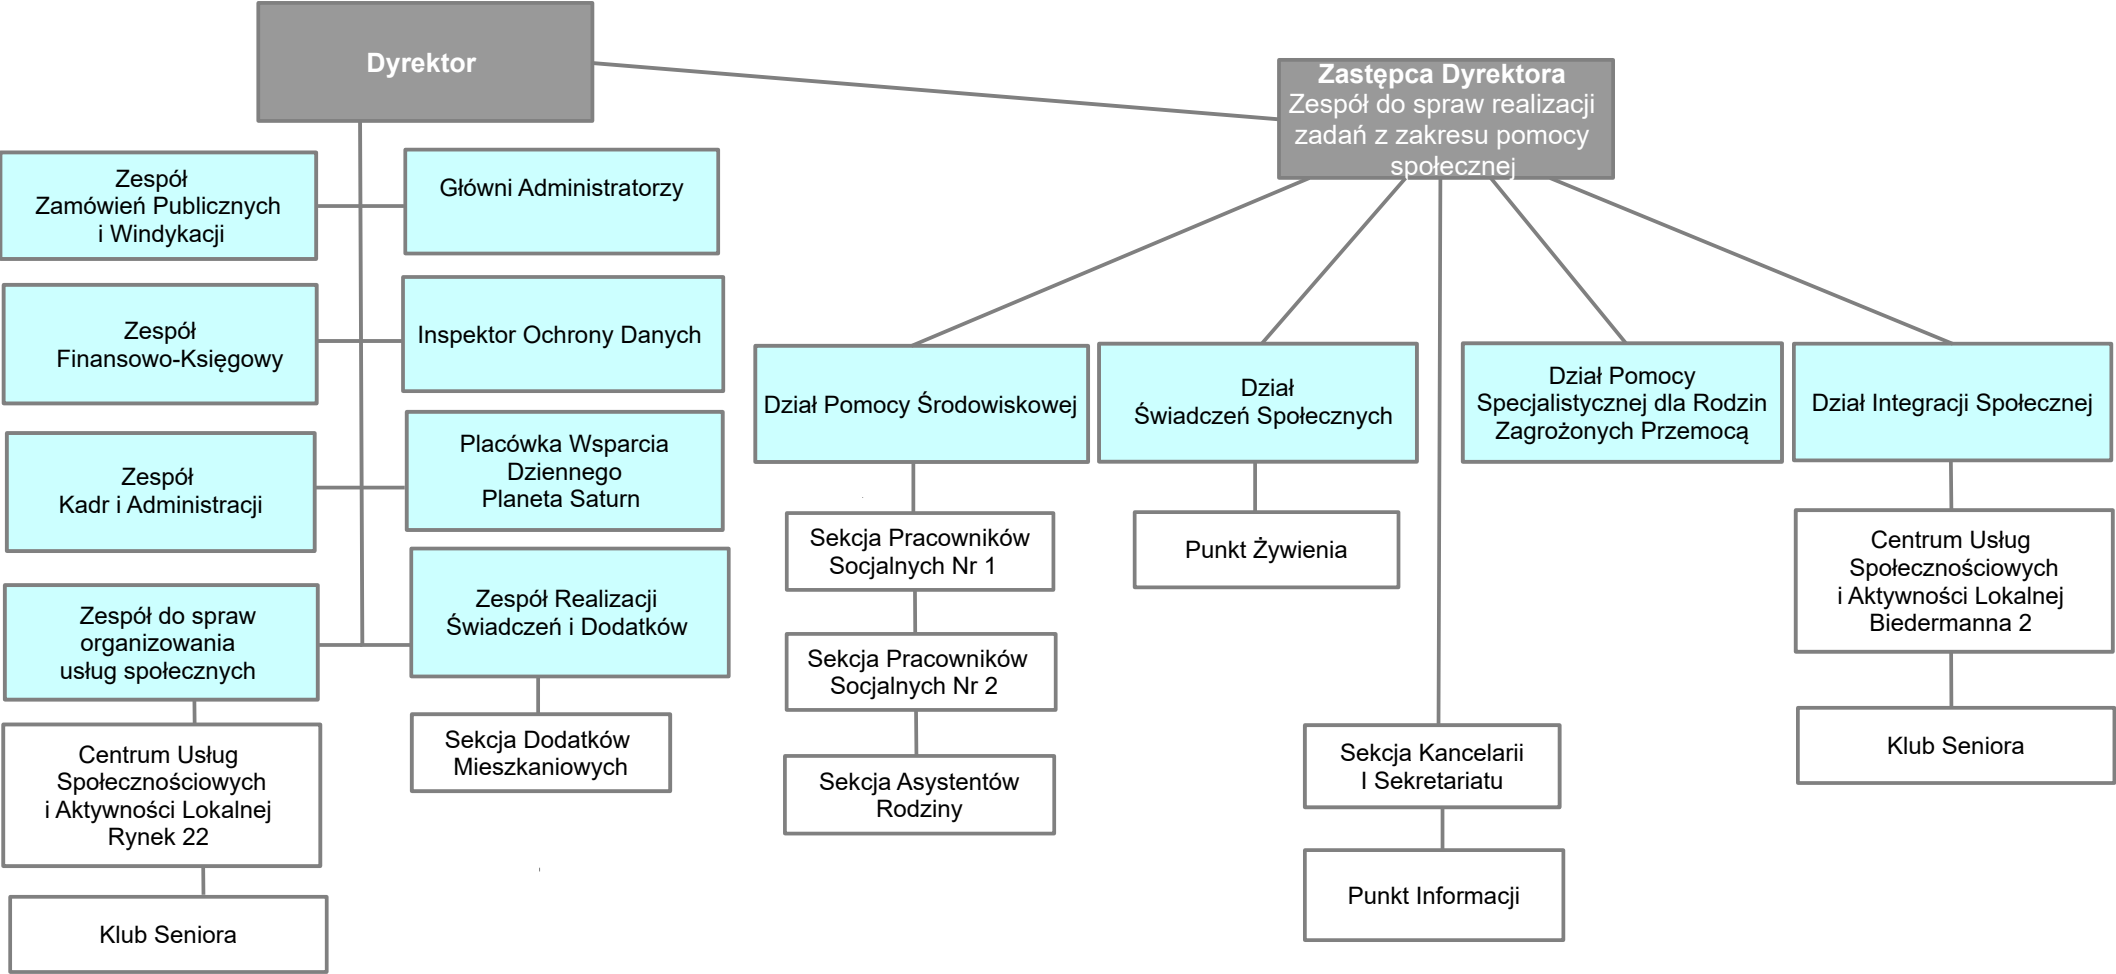 Dyrektor
Zastępca Dyrektora
Zespół do spraw realizacji
zadań z zakresu pomocy
społecznej
Zespół
Zamówień Publicznych
i Windykacji
Główni Administratorzy
Zespół
Finansowo-Księgowy
Inspektor Ochrony Danych
Zespół
Kadr i Administracji
Placówka Wsparcia
Dziennego
Planeta Saturn
Zespół do spraw
organizowania
usług społecznych
Zespół Realizacji
Świadczeń i Dodatków
Centrum Usług
Społecznościowych
i Aktywności Lokalnej
Rynek 22
Sekcja Dodatków
Mieszkaniowych
Klub Seniora
Dział Pomocy Środowiskowej
Sekcja Pracowników
Socjalnych Nr 1
Sekcja Pracowników
Socjalnych Nr 2
Sekcja Asystentów
Rodziny
Dział
Świadczeń Społecznych
Punkt Żywienia
Sekcja Kancelarii
I Sekretariatu
Punkt Informacji
Dział Pomocy
Specjalistycznej dla Rodzin
Zagrożonych Przemocą
Dział Integracji Społecznej
Centrum Usług
Społecznościowych
i Aktywności Lokalnej
Biedermanna 2
Klub Seniora